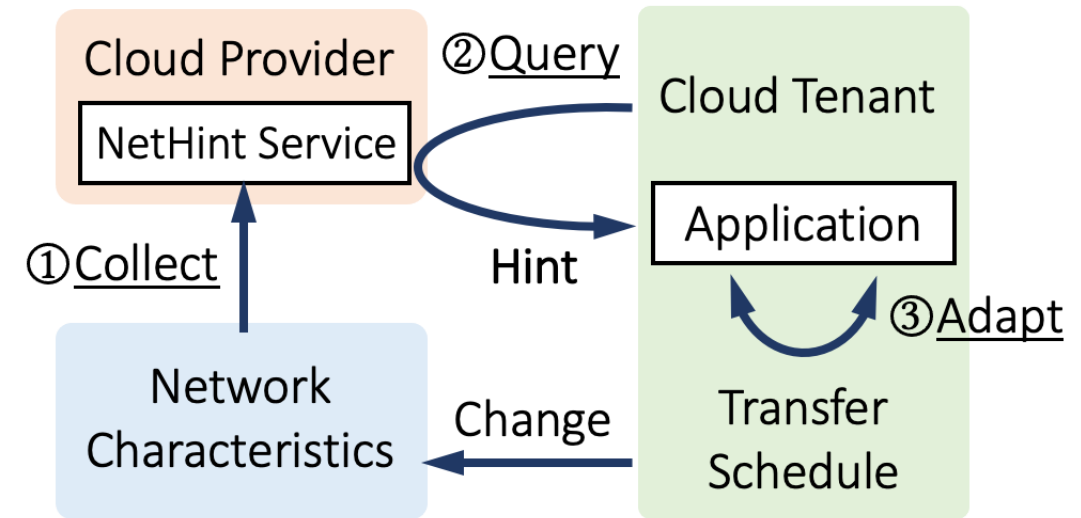 Cloud Provider
NetHint Service
②Query
Hint
Cloud Tenant
Application
①Collect
③Adapt
Network
Characteristics
Change
Transfer
Schedule